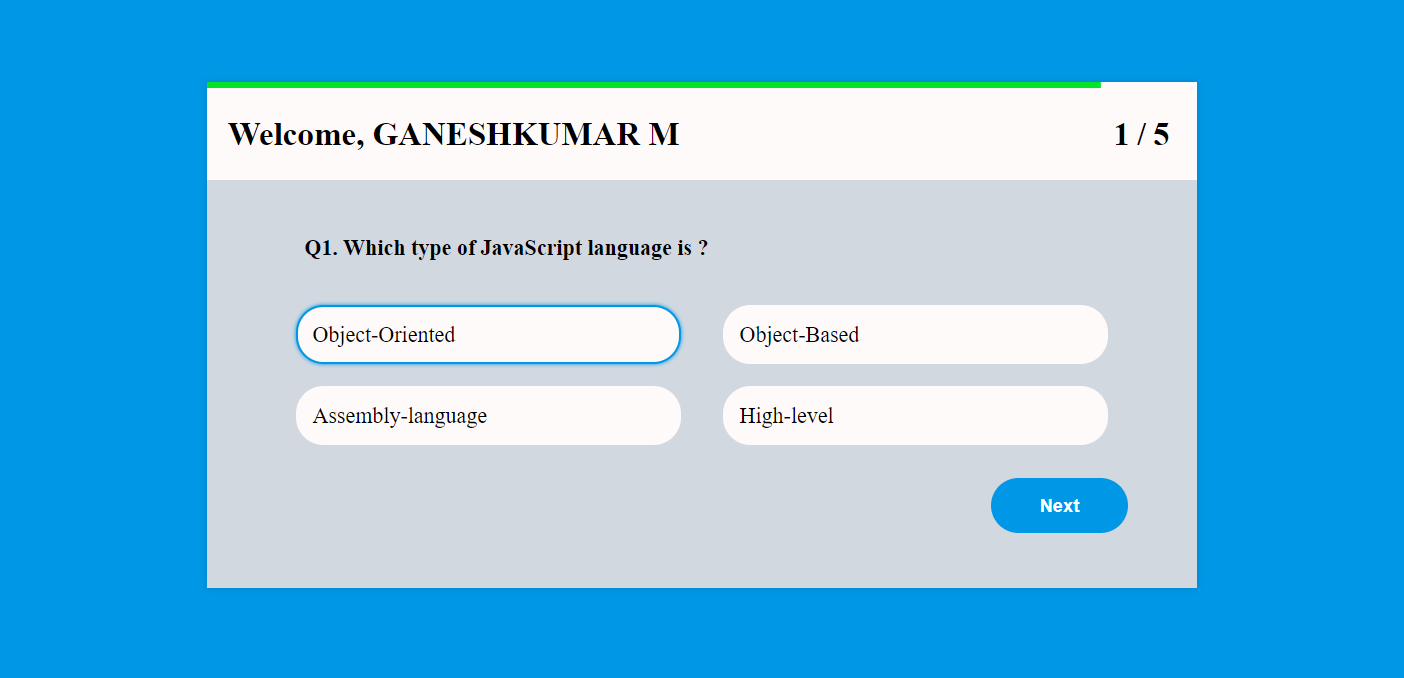 Welcome, GANESHKUMAR M
1 / 5
Q1. Which type of JavaScript language is ?
Object-Oriented
Object-Based
Assembly-language
High-level
Next